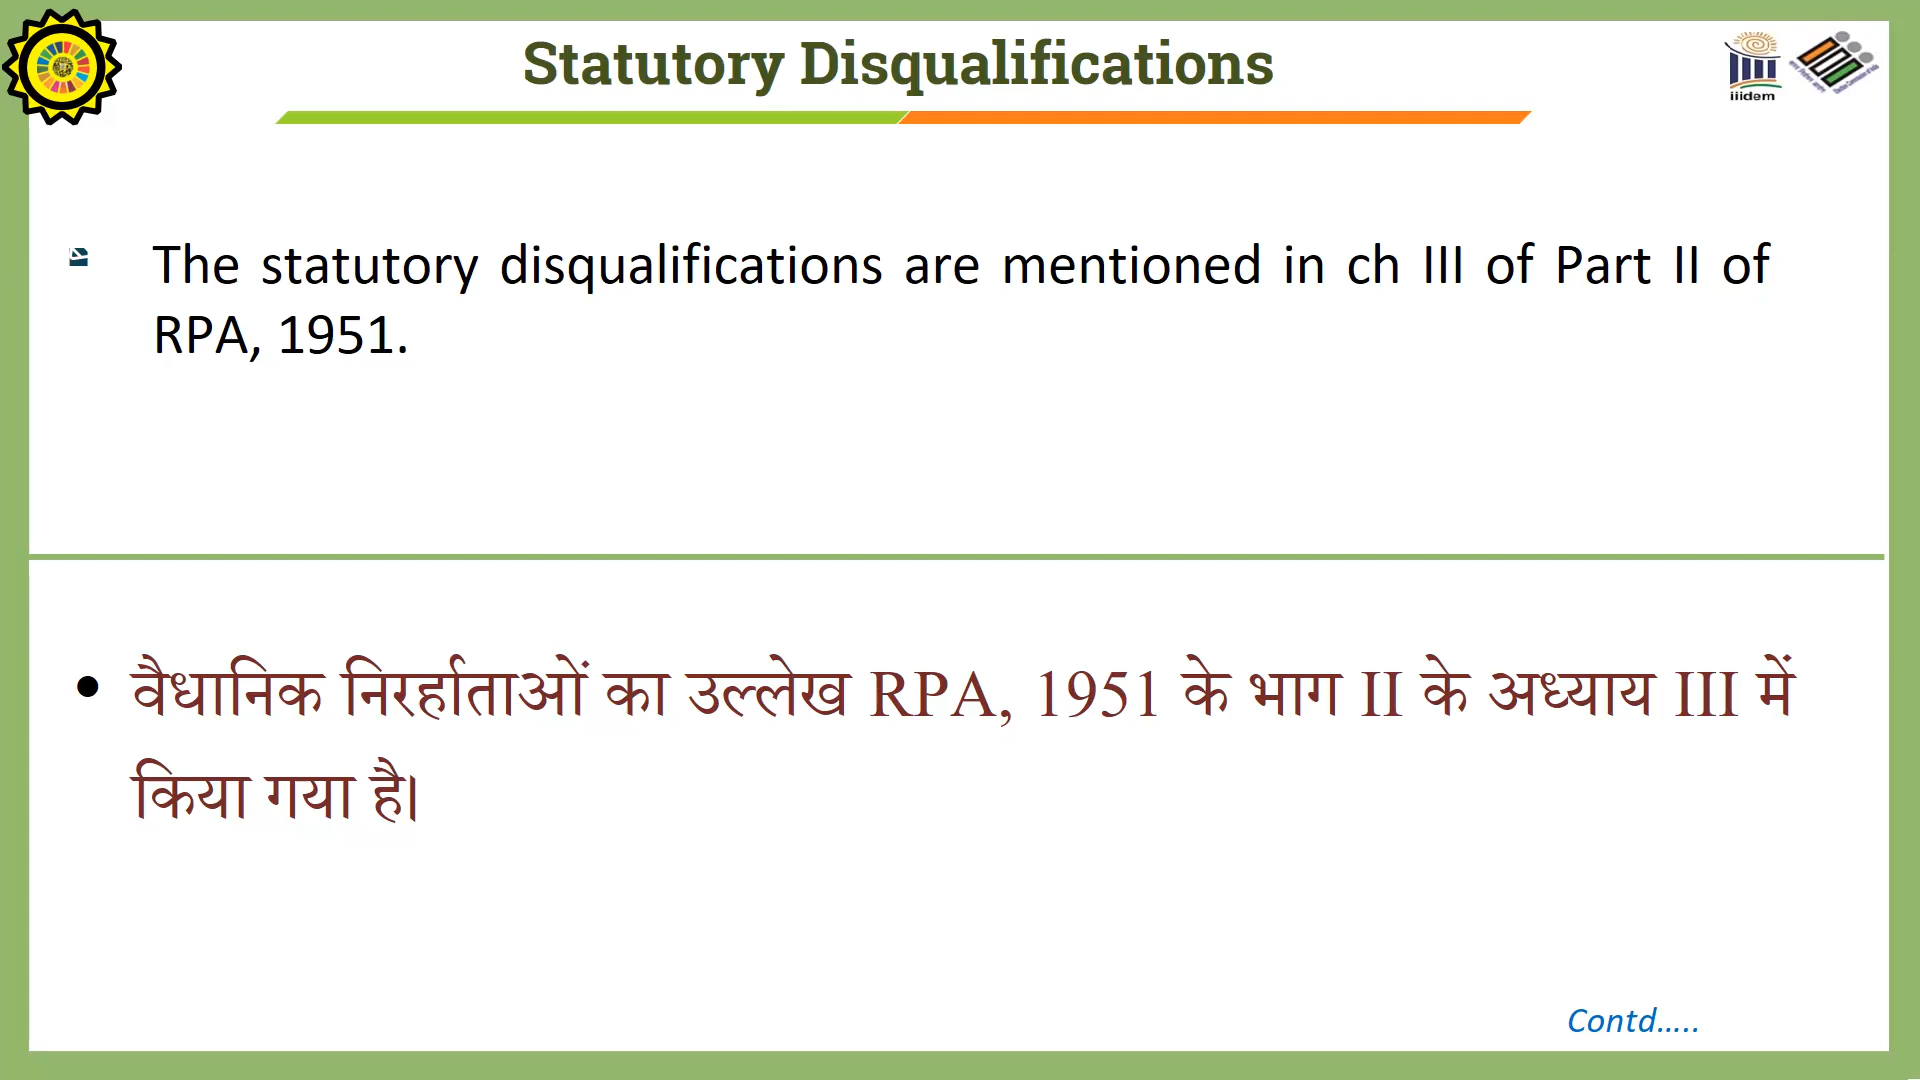 Statutory Disqualifications
iiidem
The statutory disqualifications are mentioned in ch III of Part II of
RPA, 1951.
वैधानिक निरर्हाताओं का उल्लेख RPA, 1951 के भाग II के अध्याय III में
किया गया है।
Contd.....